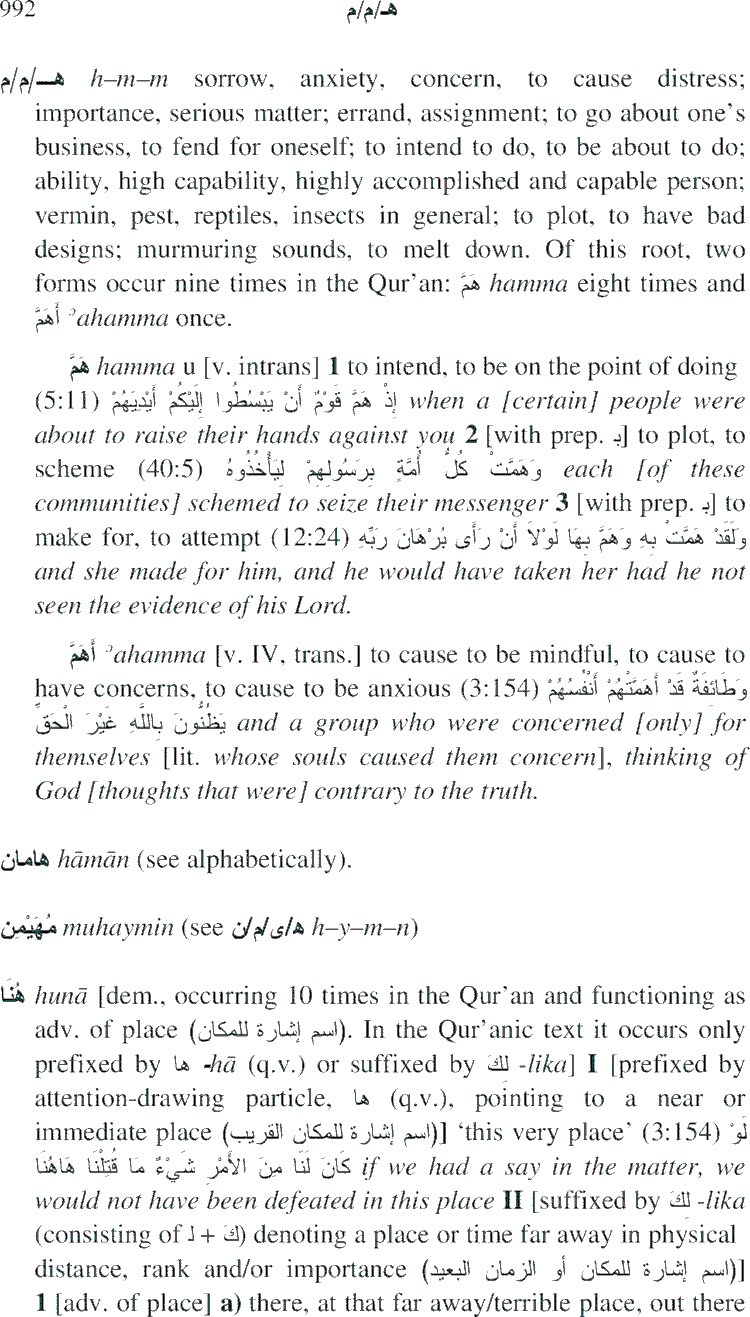 992 هـ/م/م
هـ/م/م h–m–m sorrow, anxiety, concern, to cause distress;
importance, serious matter; errand, assignment; to go about one's
business, to fend for oneself; to intend to do, to be about to do;
ability, high capability, highly accomplished and capable person;
vermin, pest, reptiles, insects in general; to plot, to have bad
designs; murmuring sounds, to melt down. Of this root, two
forms occur nine times in the Qur'an: هَمَّ hamma eight times and
أَهَمَّ ʾahamma once.
هَمَّ hamma u [v. intrans] 1 to intend, to be on the point of doing
(5:11) إِذْ هَمَّ قَوْمٌ أَنْ يَبْسُطُوا إِلَيْكُمْ أَيْدِيَهُمْ when a [certain] people were
about to raise their hands against you 2 [with prep. بـ] to plot, to
scheme (40:5) وَهَمَّتْ كُلُّ أُمَّةٍ بِرَسُولِهِمْ لِيَأْخُذُوهُ each [of these
communities] schemed to seize their messenger 3 [with prep. بـ] to
make for, to attempt (12:24) وَلَقَدْ هَمَّتْ بِهِ وَهَمَّ بِهَا لَوْلَا أَنْ رَأَى بُرْهَانَ رَبِّهِ
and she made for him, and he would have taken her had he not
seen the evidence of his Lord.
أَهَمَّ ʾahamma [v. IV, trans.] to cause to be mindful, to cause to
have concerns, to cause to be anxious (3:154) وَطَائِفَةٌ قَدْ أَهَمَّتْهُمْ أَنْفُسُهُمْ
يَظُنُّونَ بِاللَّهِ غَيْرَ الْحَقِّ and a group who were concerned [only] for
themselves [lit. whose souls caused them concern], thinking of
God [thoughts that were] contrary to the truth.
هامان hāmān (see alphabetically).
مُهَيْمِن muhaymin (see ه/ي/م/ن h–y–m–n)
هُنَا hunā [dem., occurring 10 times in the Qur'an and functioning as
adv. of place (اسم إشارة للمكان). In the Qur'anic text it occurs only
prefixed by ها -hā (q.v.) or suffixed by لكَ -lika] I [prefixed by
attention-drawing particle, ها (q.v.), pointing to a near or
immediate place (اسم إشارة للمكان القريب)] 'this very place' (3:154) لَوْ
كَانَ لَنَا مِنَ الأَمْرِ شَيْءٌ مَا قُتِلْنَا هَاهُنَا if we had a say in the matter, we
would not have been defeated in this place II [suffixed by لكَ -lika
(consisting of لـ + كَ) denoting a place or time far away in physical
distance, rank and/or importance (اسم إشارة للمكان أو الزمان البعيد)]
1 [adv. of place] a) there, at that far away/terrible place, out there